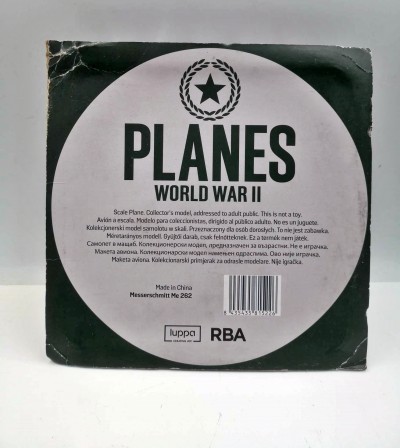 PLANES
WORLD WAR II
Scale Plane. Collector's model, addressed to adult public. This is not a toy.
Avión a escala. Modelo para coleccionistas, dirigido al público adulto. No es un juguete.
Kolekcjonerski model samolotu w skali. Przeznaczony dla osób dorosłych. To nie jest zabawka.
Méretarányos modell. Gyűjtői darab, csak felnőtteknek. Ez a termék nem játék.
Самолет в мащаб. Колекционерски модел, предназначен за възрастни. Не е играчка.
Макета авиона. Колекционарски модел намењен одраслима. Ово није играчка.
Maketa aviona. Kolekcionarski primjerak za odrasle modelare. Nije igračka.
Made in China
Messerschmitt Me 262
luppa
RBA